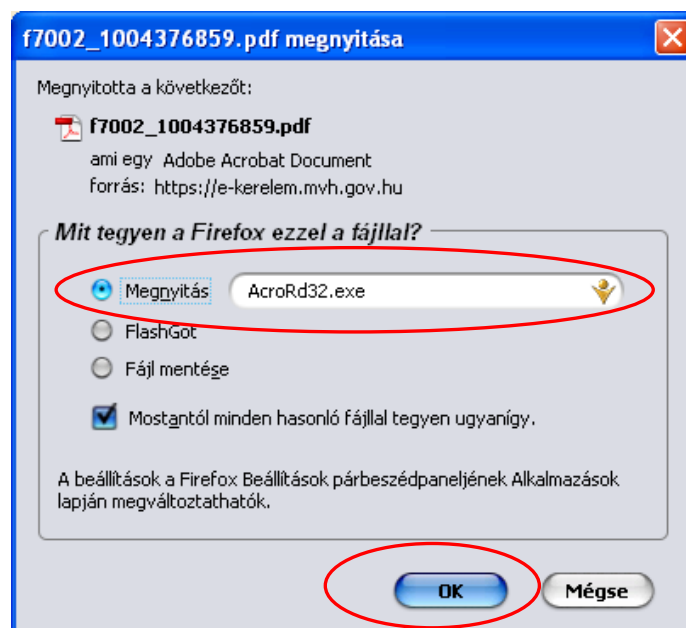 f7002_1004376859.pdf megnyitása
Megnyitotta a következőt:
f7002_1004376859.pdf
ami egy Adobe Acrobat Document
forrás: https://e-kerelem.mvh.gov.hu
Mit tegyen a Firefox ezzel a fájllal?
Megnyitás AcroRd32.exe
FlashGot
Fájl mentése
Mostantól minden hasonló fájllal tegyen ugyanígy.
A beállítások a Firefox Beállítások párbeszédpaneljének Alkalmazások
lapján megváltoztathatók.
OK Mégse